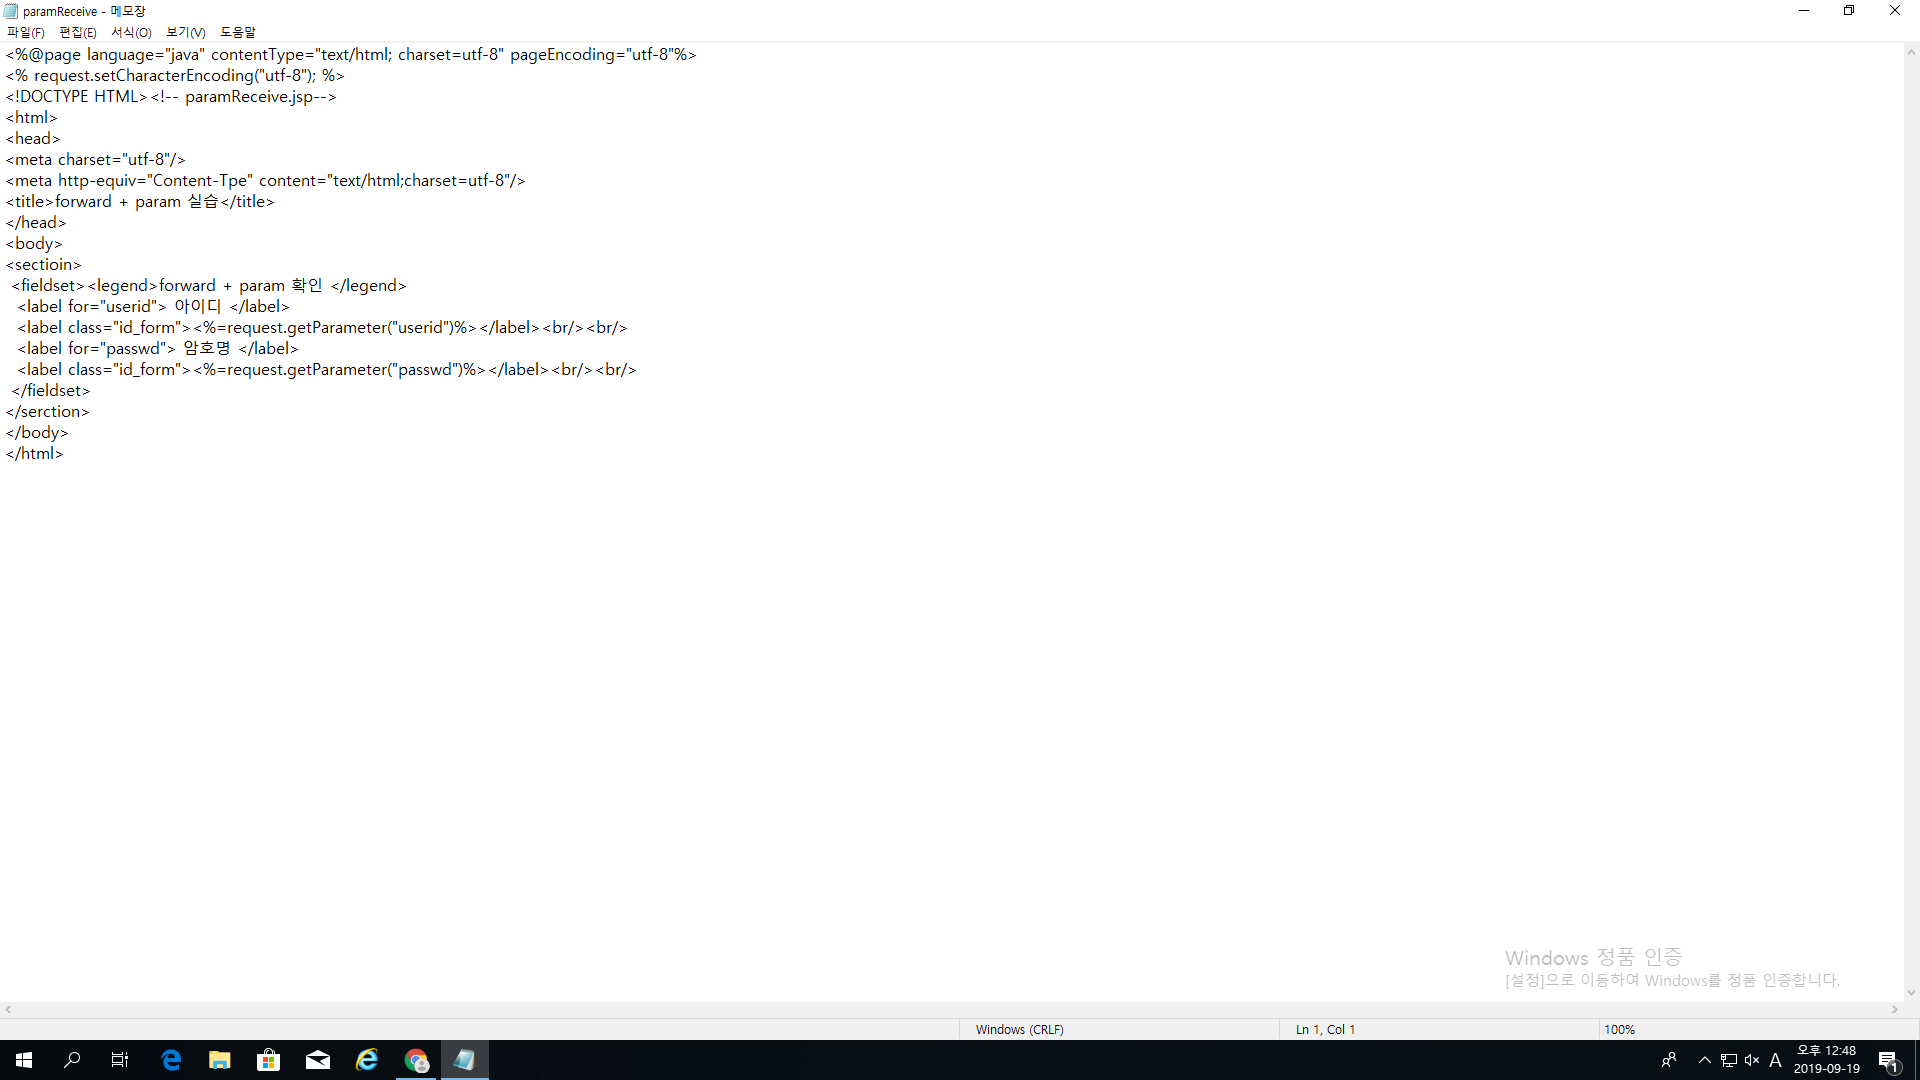 paramReceive - 메모장
파일(F) 편집(E) 서식(O) 보기(V) 도움말
<%@page language="java" contentType="text/html; charset=utf-8" pageEncoding="utf-8"%>
<% request.setCharacterEncoding("utf-8"); %>
<!DOCTYPE HTML><!-- paramReceive.jsp-->
<html>
<head>
<meta charset="utf-8"/>
<meta http-equiv="Content-Tpe" content="text/html;charset=utf-8"/>
<title>forward + param 실습</title>
</head>
<body>
<sectioin>
<fieldset><legend>forward + param 확인 </legend>
<label for="userid"> 아이디 </label>
<label class="id_form"><%=request.getParameter("userid")%></label><br/><br/>
<label for="passwd"> 암호명 </label>
<label class="id_form"><%=request.getParameter("passwd")%></label><br/><br/>
</fieldset>
</serction>
</body>
</html>
Windows 정품 인증
[설정]으로 이동하여 Windows를 정품 인증합니다.
Windows (CRLF) Ln 1, Col 1 100%
A 오후 12:48
2019-09-19 1